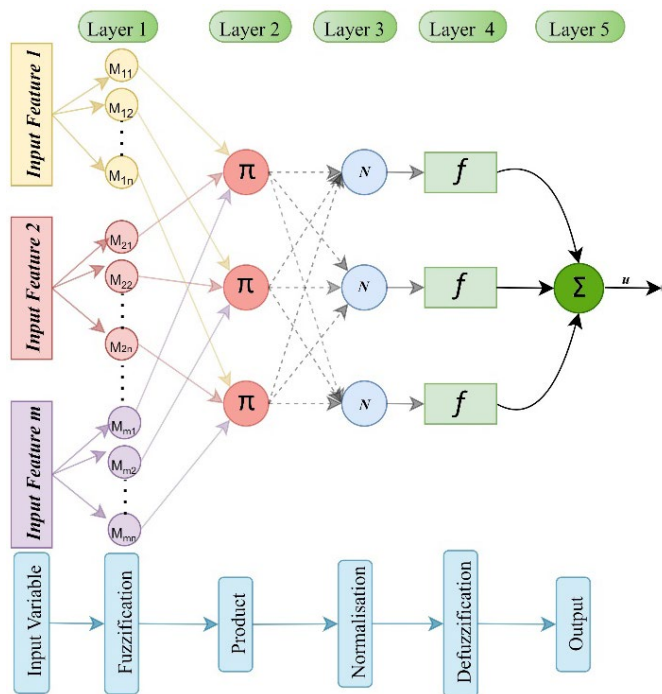 Layer 1
Layer 2
Layer 3
Layer 4
Layer 5
Input Feature 1
M11
M12
M1n
Input Feature 2
M21
M22
M2n
Input Feature m
Mm1
Mm2
Mmn
π
π
π
N
N
N
f
f
f
Σ
u
Input Variable
Fuzzification
Product
Normalisation
Defuzzification
Output